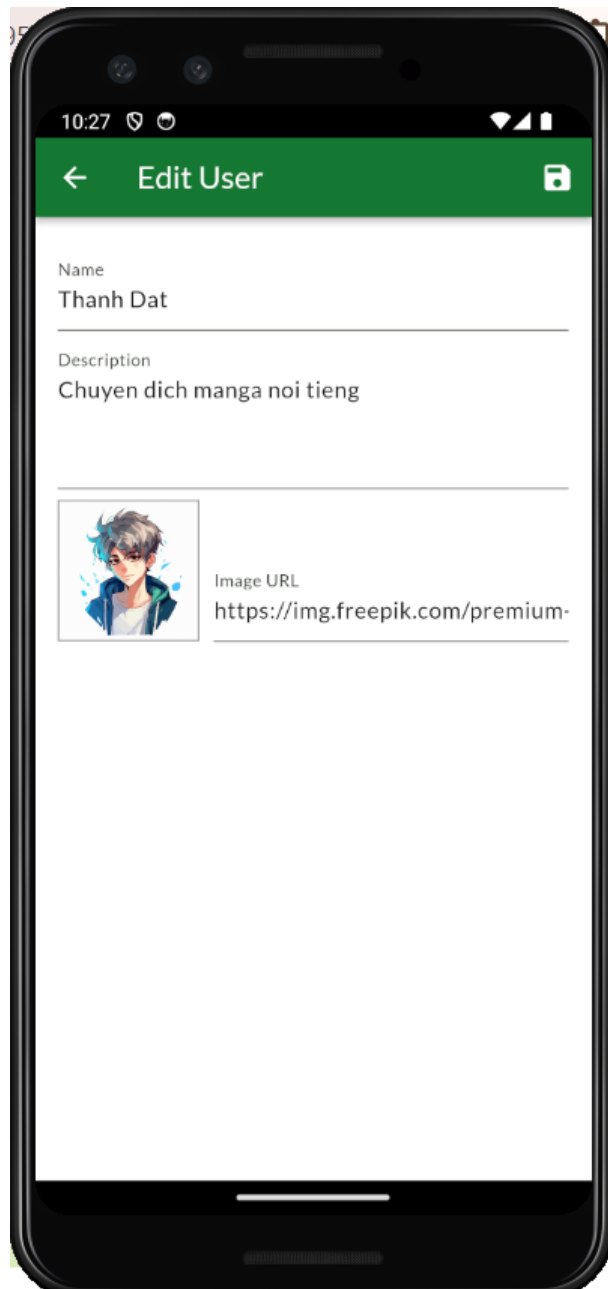 10:27
Edit User
Name
Thanh Dat
Description
Chuyen dich manga noi tieng
Image URL
https://img.freepik.com/premium-